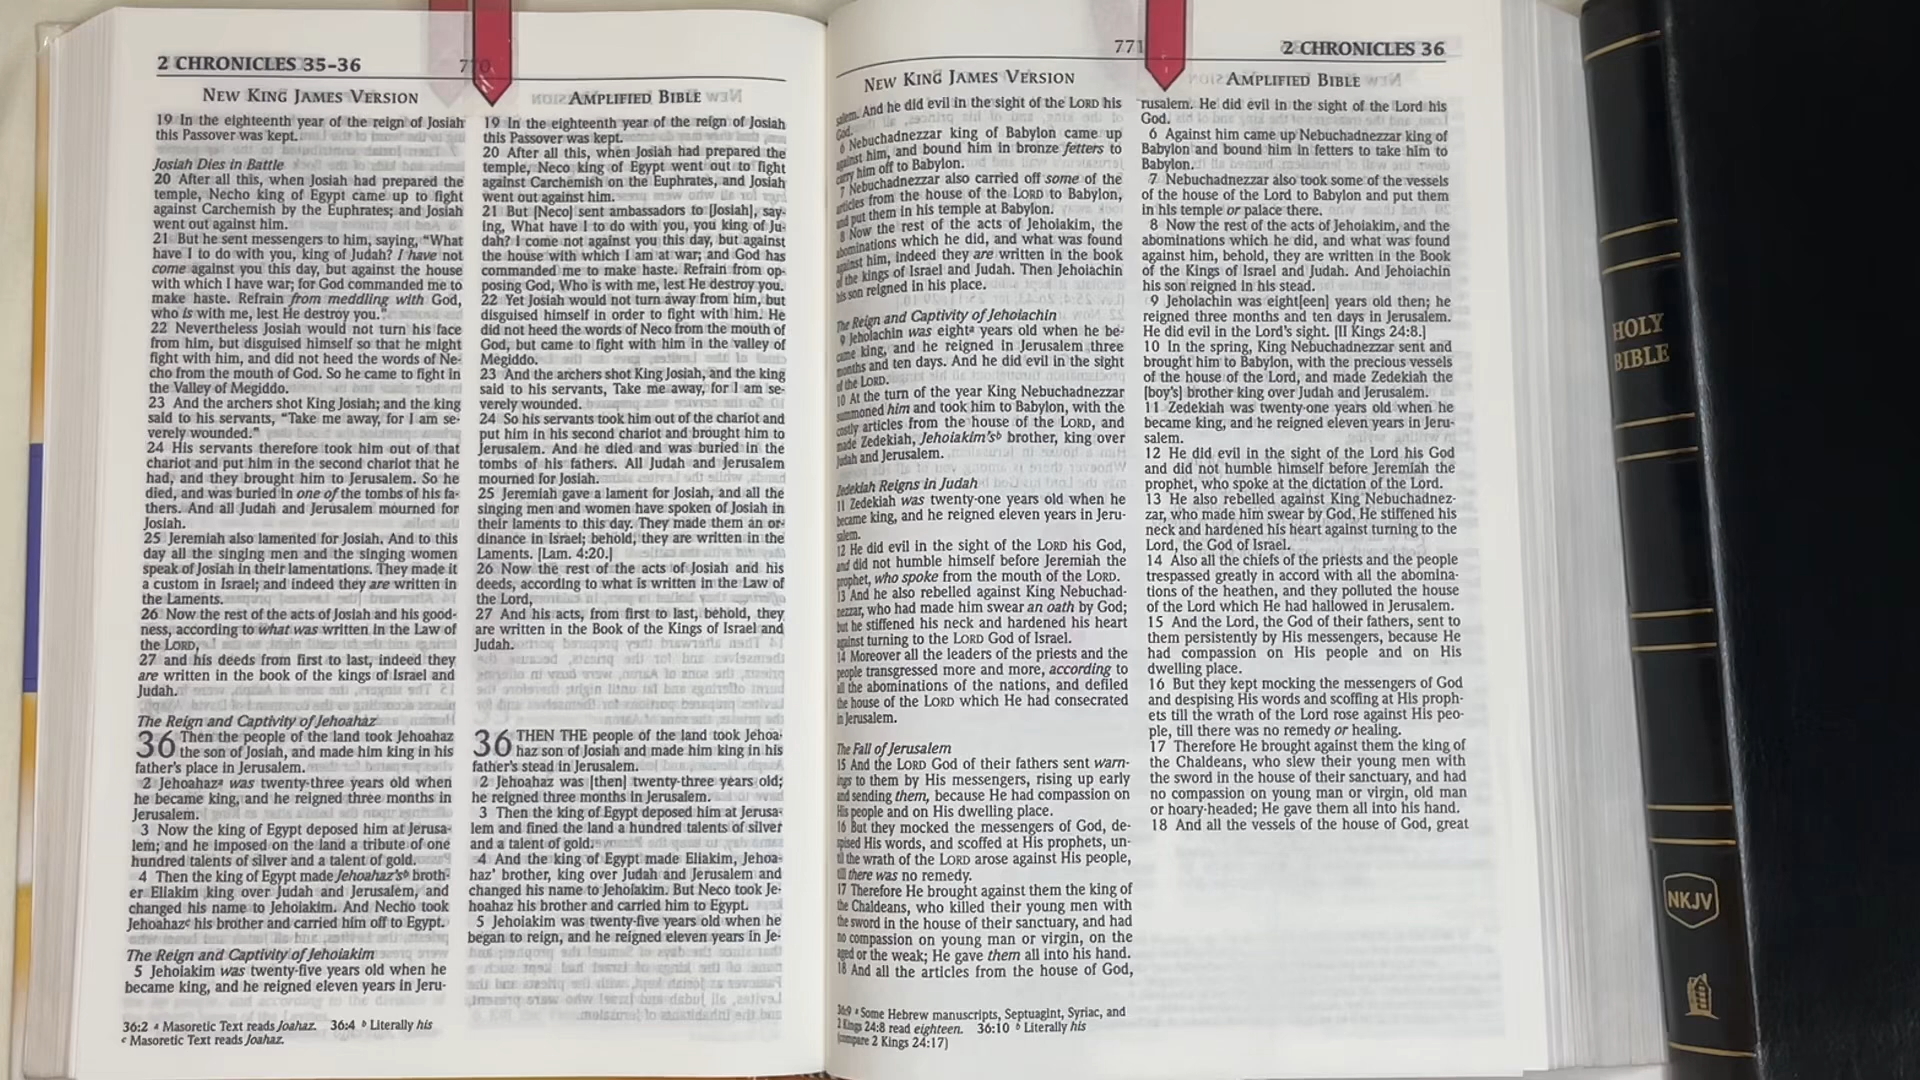 2 CHRONICLES 35–36
NEW KING JAMES VERSION
19 In the eighteenth year of the reign of Josiah
this Passover was kept.
Josiah Dies in Battle
20 After all this, when Josiah had prepared the
temple, Necho king of Egypt came up to fight
against Carchemish by the Euphrates; and Josiah
went out against him.
21 But he sent messengers to him, saying, “What
have I to do with you, king of Judah? I have not
come against you this day, but against the house
with which I have war; for God commanded me to
make haste. Refrain from meddling with God,
who is with me, lest He destroy you.”
22 Nevertheless Josiah would not turn his face
from him, but disguised himself so that he might
fight with him, and did not heed the words of Ne-
cho from the mouth of God. So he came to fight in
the Valley of Megiddo.
23 And the archers shot King Josiah; and the king
said to his servants, “Take me away, for I am se-
verely wounded.”
24 His servants therefore took him out of that
chariot and put him in the second chariot that he
had, and they brought him to Jerusalem. So he
died, and was buried in one of the tombs of his fa-
thers. And all Judah and Jerusalem mourned for
Josiah.
25 Jeremiah also lamented for Josiah. And to this
day all the singing men and the singing women
speak of Josiah in their lamentations. They made it
a custom in Israel; and indeed they are written in
the Laments.
26 Now the rest of the acts of Josiah and his good-
ness, according to what was written in the Law of
the LORD,
27 and his deeds from first to last, indeed they
are written in the book of the kings of Israel and
Judah.
The Reign and Captivity of Jehoahaz
36 Then the people of the land took Jehoahaz
the son of Josiah, and made him king in his
father’s place in Jerusalem.
2 Jehoahazª was twenty-three years old when
he became king, and he reigned three months in
Jerusalem.
3 Now the king of Egypt deposed him at Jerusa-
lem; and he imposed on the land a tribute of one
hundred talents of silver and a talent of gold.
4 Then the king of Egypt made Jehoahaz’sᵇ broth-
er Eliakim king over Judah and Jerusalem, and
changed his name to Jehoiakim. And Necho took
Jehoahazᶜ his brother and carried him off to Egypt.
The Reign and Captivity of Jehoiakim
5 Jehoiakim was twenty-five years old when he
became king, and he reigned eleven years in Jeru-
36:2 ª Masoretic Text reads Joahaz. 36:4 ᵇ Literally his
ᶜ Masoretic Text reads Joahaz.
AMPLIFIED BIBLE
19 In the eighteenth year of the reign of Josiah
this Passover was kept.
20 After all this, when Josiah had prepared the
temple, Neco king of Egypt went out to fight
against Carchemish on the Euphrates, and Josiah
went out against him.
21 But [Neco] sent ambassadors to [Josiah], say-
ing, What have I to do with you, you king of Ju-
dah? I come not against you this day, but against
the house with which I am at war; and God has
commanded me to make haste. Refrain from op-
posing God, Who is with me, lest He destroy you.
22 Yet Josiah would not turn away from him, but
disguised himself in order to fight with him. He
did not heed the words of Neco from the mouth of
God, but came to fight with him in the valley of
Megiddo.
23 And the archers shot King Josiah, and the king
said to his servants, Take me away, for I am se-
verely wounded.
24 So his servants took him out of the chariot and
put him in his second chariot and brought him to
Jerusalem. And he died and was buried in the
tombs of his fathers. All Judah and Jerusalem
mourned for Josiah.
25 Jeremiah gave a lament for Josiah, and all the
singing men and women have spoken of Josiah in
their laments to this day. They made them an or-
dinance in Israel; behold, they are written in the
Laments. [Lam. 4:20.]
26 Now the rest of the acts of Josiah and his
deeds, according to what is written in the Law of
the Lord,
27 And his acts, from first to last, behold, they
are written in the Book of the Kings of Israel and
Judah.
36 THEN THE people of the land took Jehoa-
haz son of Josiah and made him king in his
father’s stead in Jerusalem.
2 Jehoahaz was [then] twenty-three years old;
he reigned three months in Jerusalem.
3 Then the king of Egypt deposed him at Jerusa-
lem and fined the land a hundred talents of silver
and a talent of gold.
4 And the king of Egypt made Eliakim, Jehoa-
haz’ brother, king over Judah and Jerusalem and
changed his name to Jehoiakim. But Neco took Je-
hoahaz his brother and carried him to Egypt.
5 Jehoiakim was twenty-five years old when he
began to reign, and he reigned eleven years in Je-
771
2 CHRONICLES 36
NEW KING JAMES VERSION
salem. And he did evil in the sight of the LORD his
God.
6 Nebuchadnezzar king of Babylon came up
against him, and bound him in bronze fetters to
carry him off to Babylon.
7 Nebuchadnezzar also carried off some of the
articles from the house of the LORD to Babylon,
and put them in his temple at Babylon.
8 Now the rest of the acts of Jehoiakim, the
abominations which he did, and what was found
against him, indeed they are written in the book
of the kings of Israel and Judah. Then Jehoiachin
his son reigned in his place.
The Reign and Captivity of Jehoiachin
9 Jehoiachin was eightª years old when he be-
came king, and he reigned in Jerusalem three
months and ten days. And he did evil in the sight
of the LORD.
10 At the turn of the year King Nebuchadnezzar
summoned him and took him to Babylon, with the
costly articles from the house of the LORD, and
made Zedekiah, Jehoiakim’sᵇ brother, king over
Judah and Jerusalem.
Zedekiah Reigns in Judah
11 Zedekiah was twenty-one years old when he
became king, and he reigned eleven years in Jeru-
salem.
12 He did evil in the sight of the LORD his God,
and did not humble himself before Jeremiah the
prophet, who spoke from the mouth of the LORD.
13 And he also rebelled against King Nebuchad-
nezzar, who had made him swear an oath by God;
but he stiffened his neck and hardened his heart
against turning to the LORD God of Israel.
14 Moreover all the leaders of the priests and the
people transgressed more and more, according to
all the abominations of the nations, and defiled
the house of the LORD which He had consecrated
in Jerusalem.
The Fall of Jerusalem
15 And the LORD God of their fathers sent warn-
ings to them by His messengers, rising up early
and sending them, because He had compassion on
His people and on His dwelling place.
16 But they mocked the messengers of God, de-
spised His words, and scoffed at His prophets, un-
til the wrath of the LORD arose against His people,
till there was no remedy.
17 Therefore He brought against them the king of
the Chaldeans, who killed their young men with
the sword in the house of their sanctuary, and had
no compassion on young man or virgin, on the
aged or the weak; He gave them all into his hand.
18 And all the articles from the house of God,
36:9 ª Some Hebrew manuscripts, Septuagint, Syriac, and
2 Kings 24:8 read eighteen. 36:10 ᵇ Literally his
(compare 2 Kings 24:17)
AMPLIFIED BIBLE
rusalem. He did evil in the sight of the Lord his
God.
6 Against him came up Nebuchadnezzar king of
Babylon and bound him in fetters to take him to
Babylon.
7 Nebuchadnezzar also took some of the vessels
of the house of the Lord to Babylon and put them
in his temple or palace there.
8 Now the rest of the acts of Jehoiakim, and the
abominations which he did, and what was found
against him, behold, they are written in the Book
of the Kings of Israel and Judah. And Jehoiachin
his son reigned in his stead.
9 Jehoiachin was eight[een] years old then; he
reigned three months and ten days in Jerusalem.
He did evil in the Lord’s sight. [II Kings 24:8.]
10 In the spring, King Nebuchadnezzar sent and
brought him to Babylon, with the precious vessels
of the house of the Lord, and made Zedekiah the
[boy’s] brother king over Judah and Jerusalem.
11 Zedekiah was twenty-one years old when he
became king, and he reigned eleven years in Jeru-
salem.
12 He did evil in the sight of the Lord his God
and did not humble himself before Jeremiah the
prophet, who spoke at the dictation of the Lord.
13 He also rebelled against King Nebuchadnez-
zar, who made him swear by God. He stiffened his
neck and hardened his heart against turning to the
Lord, the God of Israel.
14 Also all the chiefs of the priests and the people
trespassed greatly in accord with all the abomina-
tions of the heathen, and they polluted the house
of the Lord which He had hallowed in Jerusalem.
15 And the Lord, the God of their fathers, sent to
them persistently by His messengers, because He
had compassion on His people and on His
dwelling place.
16 But they kept mocking the messengers of God
and despising His words and scoffing at His proph-
ets till the wrath of the Lord rose against His peo-
ple, till there was no remedy or healing.
17 Therefore He brought against them the king of
the Chaldeans, who slew their young men with
the sword in the house of their sanctuary, and had
no compassion on young man or virgin, old man
or hoary-headed; He gave them all into his hand.
18 And all the vessels of the house of God, great
HOLY
BIBLE
NKJV